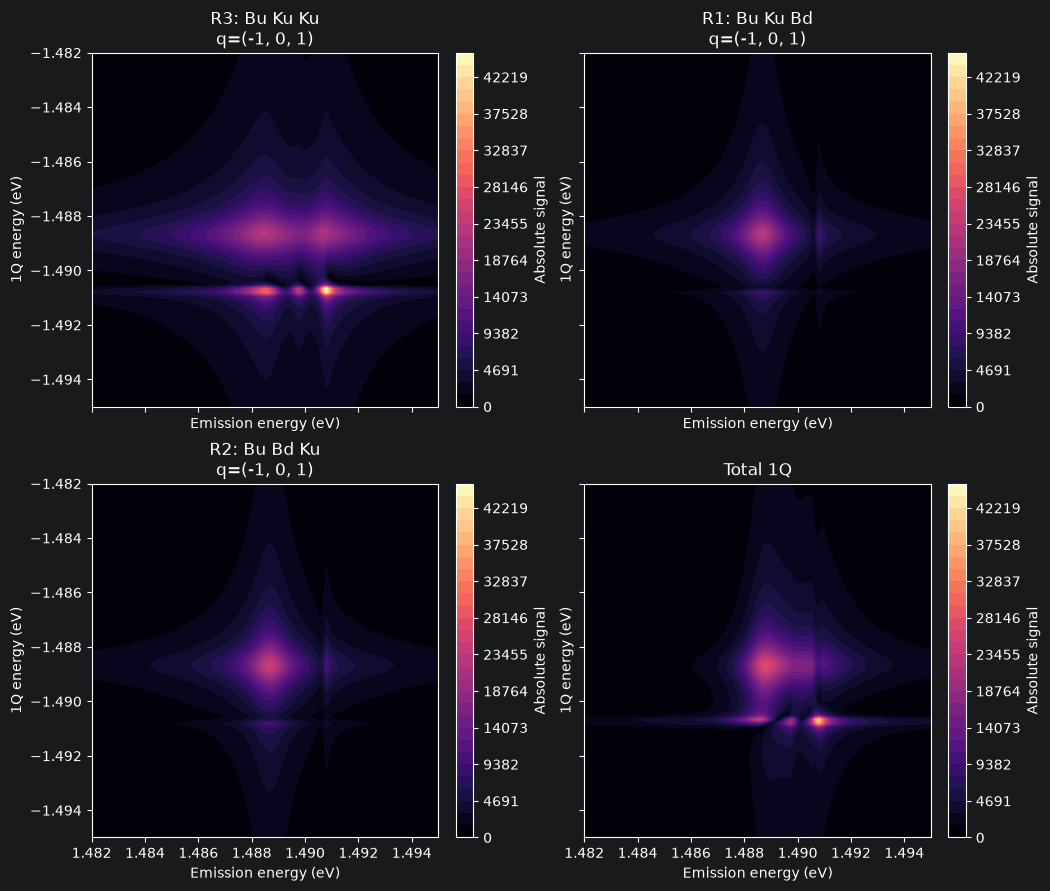 R3: Bu Ku Ku
q=(-1, 0, 1)
−1.482
−1.484
−1.486
−1.488
−1.490
−1.492
−1.494
1Q energy (eV)
Emission energy (eV)
42219
37528
32837
28146
23455
18764
14073
9382
4691
0
Absolute signal
R1: Bu Ku Bd
q=(-1, 0, 1)
1Q energy (eV)
Emission energy (eV)
42219
37528
32837
28146
23455
18764
14073
9382
4691
0
Absolute signal
R2: Bu Bd Ku
q=(-1, 0, 1)
−1.482
−1.484
−1.486
−1.488
−1.490
−1.492
−1.494
1Q energy (eV)
1.482 1.484 1.486 1.488 1.490 1.492 1.494
Emission energy (eV)
42219
37528
32837
28146
23455
18764
14073
9382
4691
0
Absolute signal
Total 1Q
1Q energy (eV)
1.482 1.484 1.486 1.488 1.490 1.492 1.494
Emission energy (eV)
42219
37528
32837
28146
23455
18764
14073
9382
4691
0
Absolute signal